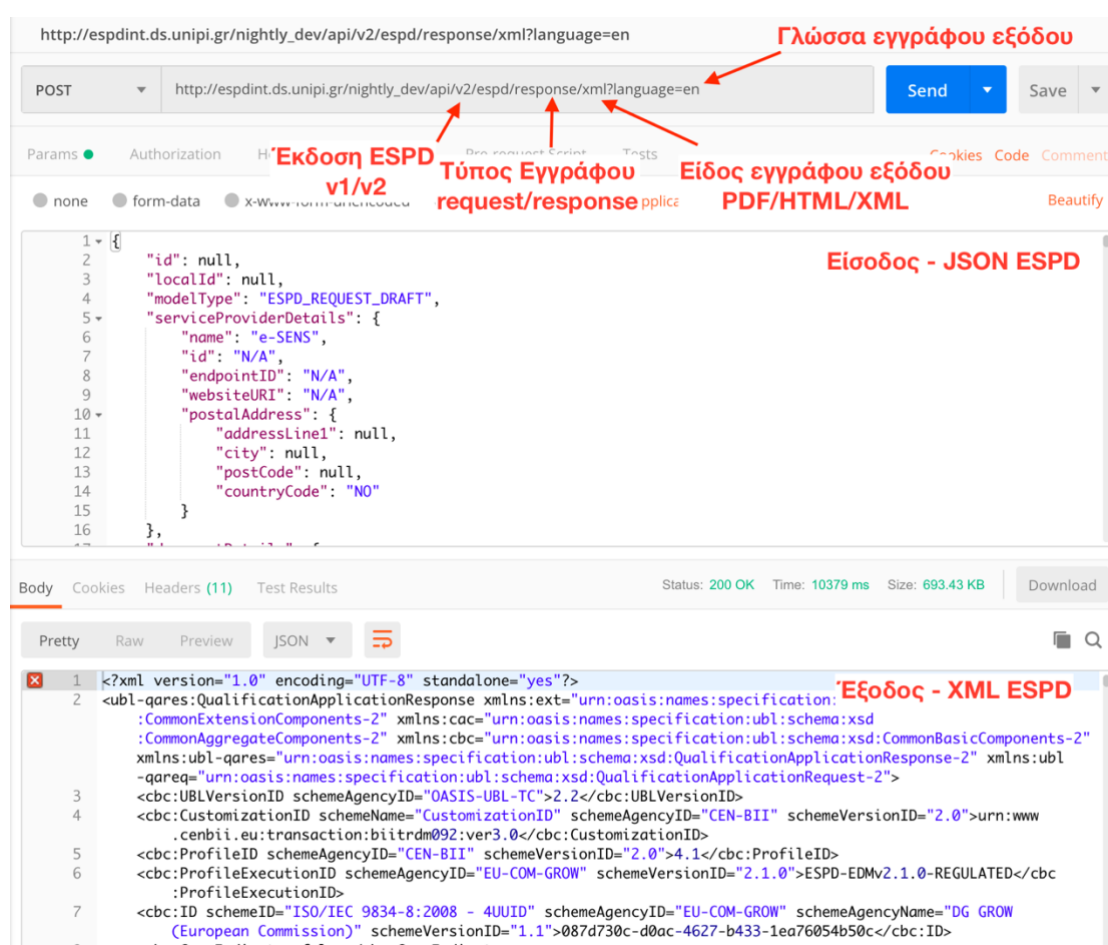 http://espdint.ds.unipi.gr/nightly_dev/api/v2/espd/response/xml?language=en
Γλώσσα εγγράφου εξόδου
POST http://espdint.ds.unipi.gr/nightly_dev/api/v2/espd/response/xml?language=en Send Save
Params Authorization Tests Cookies Code Comment
Έκδοση ESPD
v1/v2
Τύπος Εγγράφου
request/response
Είδος εγγράφου εξόδου
PDF/HTML/XML
none form-data Beautify
Είσοδος - JSON ESPD
1 {
2 "id": null,
3 "localId": null,
4 "modelType": "ESPD_REQUEST_DRAFT",
5 "serviceProviderDetails": {
6 "name": "e-SENS",
7 "id": "N/A",
8 "endpointID": "N/A",
9 "websiteURI": "N/A",
10 "postalAddress": {
11 "addressLine1": null,
12 "city": null,
13 "postCode": null,
14 "countryCode": "NO"
15 }
16 },
Body Cookies Headers (11) Test Results Status: 200 OK Time: 10379 ms Size: 693.43 KB Download
Pretty Raw Preview JSON
Έξοδος - XML ESPD
1 <?xml version="1.0" encoding="UTF-8" standalone="yes"?>
2 <ubl-qares:QualificationApplicationResponse xmlns:ext="urn:oasis:names:specification:
:CommonExtensionComponents-2" xmlns:cac="urn:oasis:names:specification:ubl:schema:xsd
:CommonAggregateComponents-2" xmlns:cbc="urn:oasis:names:specification:ubl:schema:xsd:CommonBasicComponents-2"
xmlns:ubl-qares="urn:oasis:names:specification:ubl:schema:xsd:QualificationApplicationResponse-2" xmlns:ubl
-qareq="urn:oasis:names:specification:ubl:schema:xsd:QualificationApplicationRequest-2">
3 <cbc:UBLVersionID schemeAgencyID="OASIS-UBL-TC">2.2</cbc:UBLVersionID>
4 <cbc:CustomizationID schemeName="CustomizationID" schemeAgencyID="CEN-BII" schemeVersionID="2.0">urn:www
.cenbii.eu:transaction:biitrdm092:ver3.0</cbc:CustomizationID>
5 <cbc:ProfileID schemeAgencyID="CEN-BII" schemeVersionID="2.0">4.1</cbc:ProfileID>
6 <cbc:ProfileExecutionID schemeAgencyID="EU-COM-GROW" schemeVersionID="2.1.0">ESPD-EDMv2.1.0-REGULATED</cbc
:ProfileExecutionID>
7 <cbc:ID schemeID="ISO/IEC 9834-8:2008 - 4UUID" schemeAgencyID="EU-COM-GROW" schemeAgencyName="DG GROW
(European Commission)" schemeVersionID="1.1">087d730c-d0ac-4627-b433-1ea76054b50c</cbc:ID>